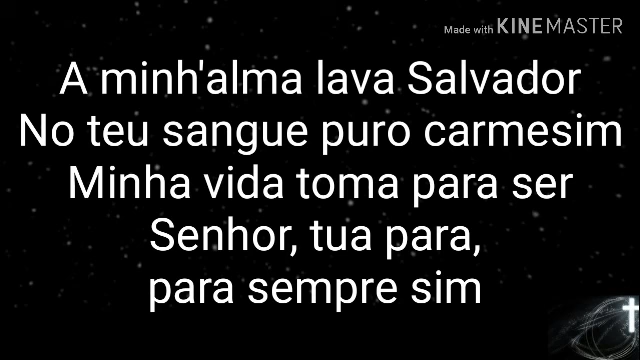 Made with KINEMASTER
A minh'alma lava Salvador
No teu sangue puro carmesim
Minha vida toma para ser
Senhor, tua para,
para sempre sim